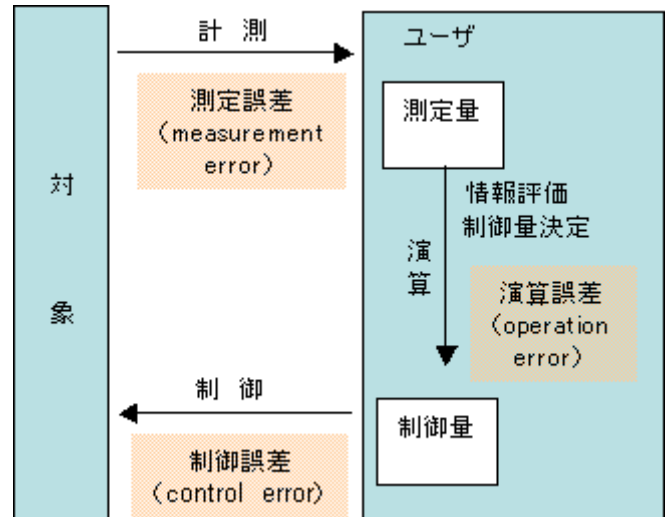 対
象
計 測
測定誤差
(measurement
error)
ユーザ
測定量
情報評価
制御量決定
演
算
演算誤差
(operation
error)
制 御
制御誤差
(control error)
制御量